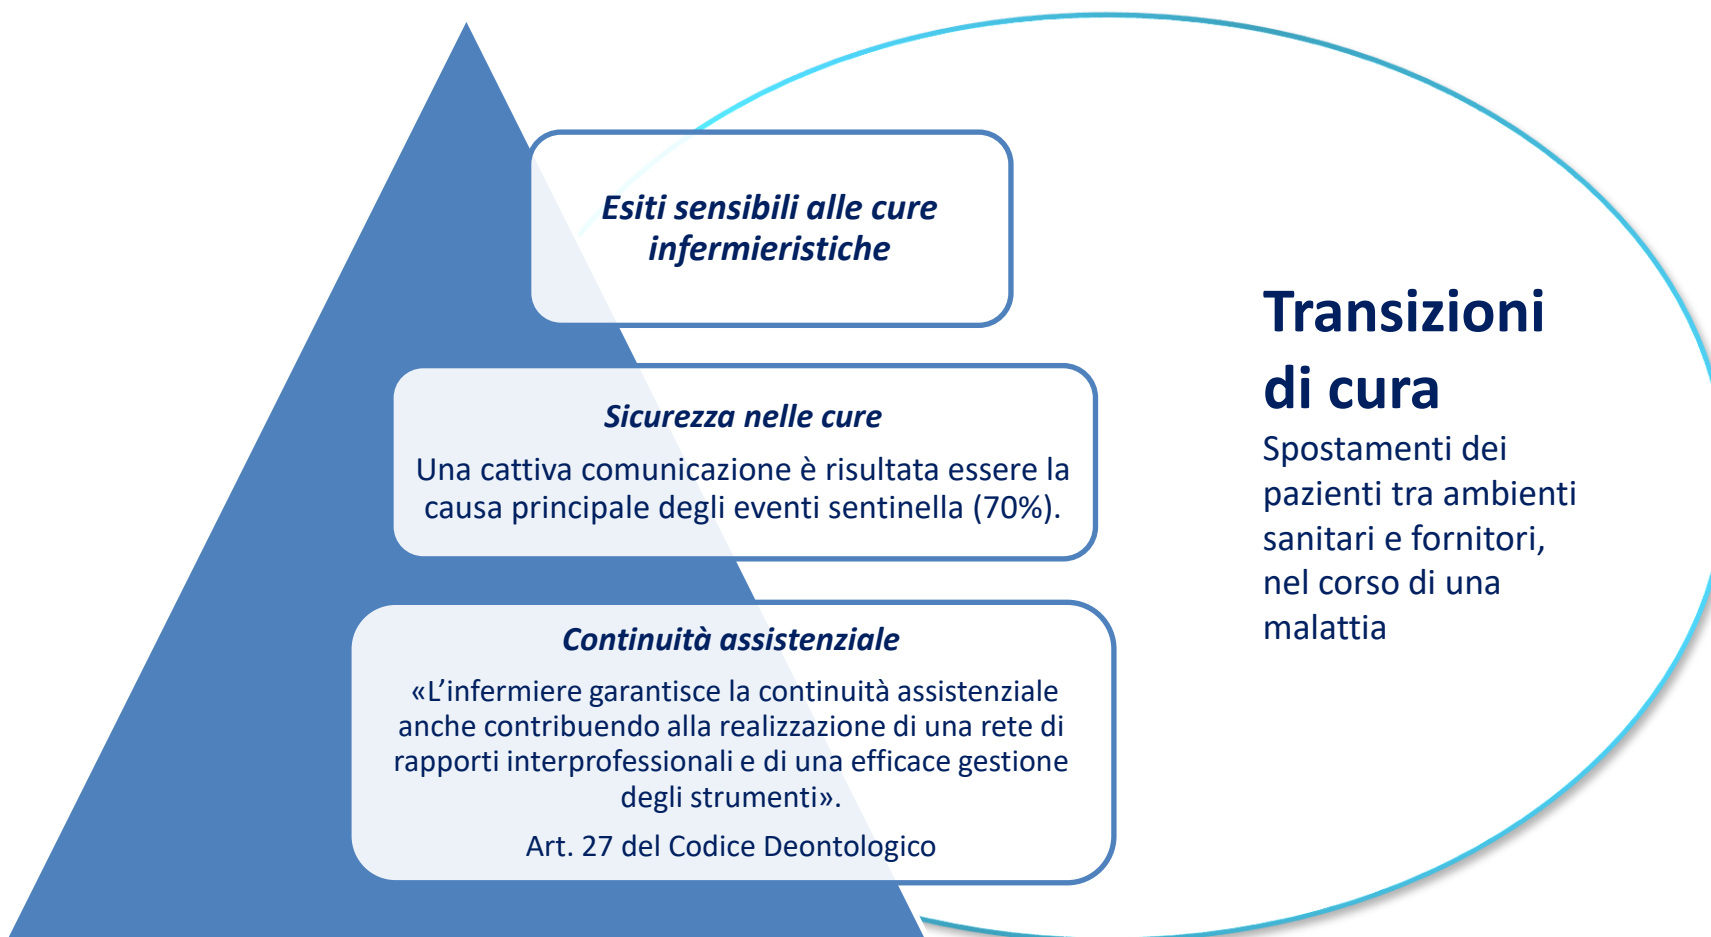 Esiti sensibili alle cure
infermieristiche
Sicurezza nelle cure
Una cattiva comunicazione è risultata essere la
causa principale degli eventi sentinella (70%).
Continuità assistenziale
«L’infermiere garantisce la continuità assistenziale
anche contribuendo alla realizzazione di una rete di
rapporti interprofessionali e di una efficace gestione
degli strumenti».
Art. 27 del Codice Deontologico
Transizioni
di cura
Spostamenti dei
pazienti tra ambienti
sanitari e fornitori,
nel corso di una
malattia